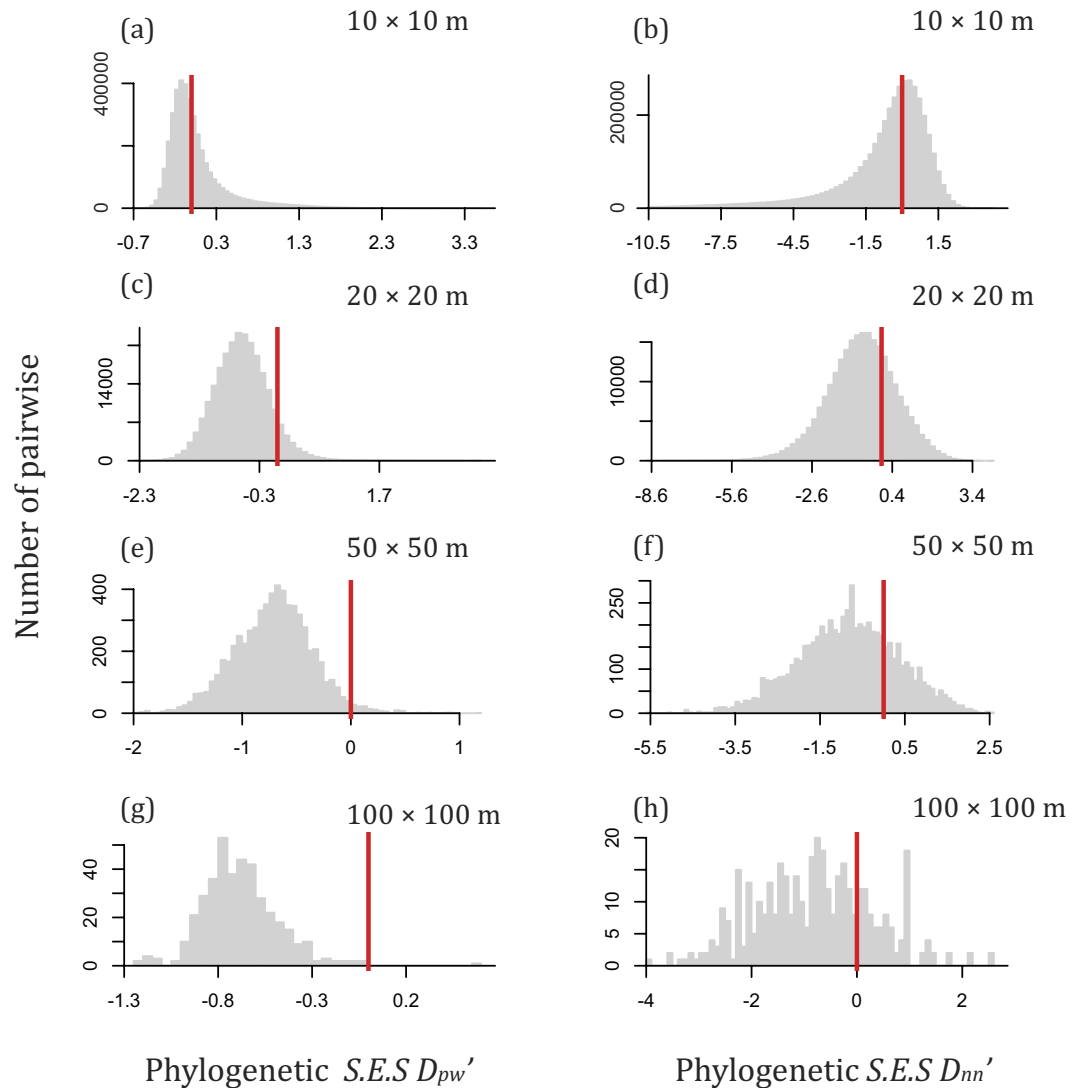 (a) 10 × 10 m
400000
0
-0.7 0.3 1.3 2.3 3.3
(b) 10 × 10 m
200000
0
-10.5 -7.5 -4.5 -1.5 1.5
(c) 20 × 20 m
14000
0
-2.3 -0.3 1.7
(d) 20 × 20 m
10000
0
-8.6 -5.6 -2.6 0.4 3.4
Number of pairwise
(e) 50 × 50 m
400
200
0
-2 -1 0 1
(f) 50 × 50 m
250
100
0
-5.5 -3.5 -1.5 0.5 2.5
(g) 100 × 100 m
40
20
0
-1.3 -0.8 -0.3 0.2
(h) 100 × 100 m
20
15
10
5
0
-4 -2 0 2
Phylogenetic S.E.S Dpw’
Phylogenetic S.E.S Dnn’